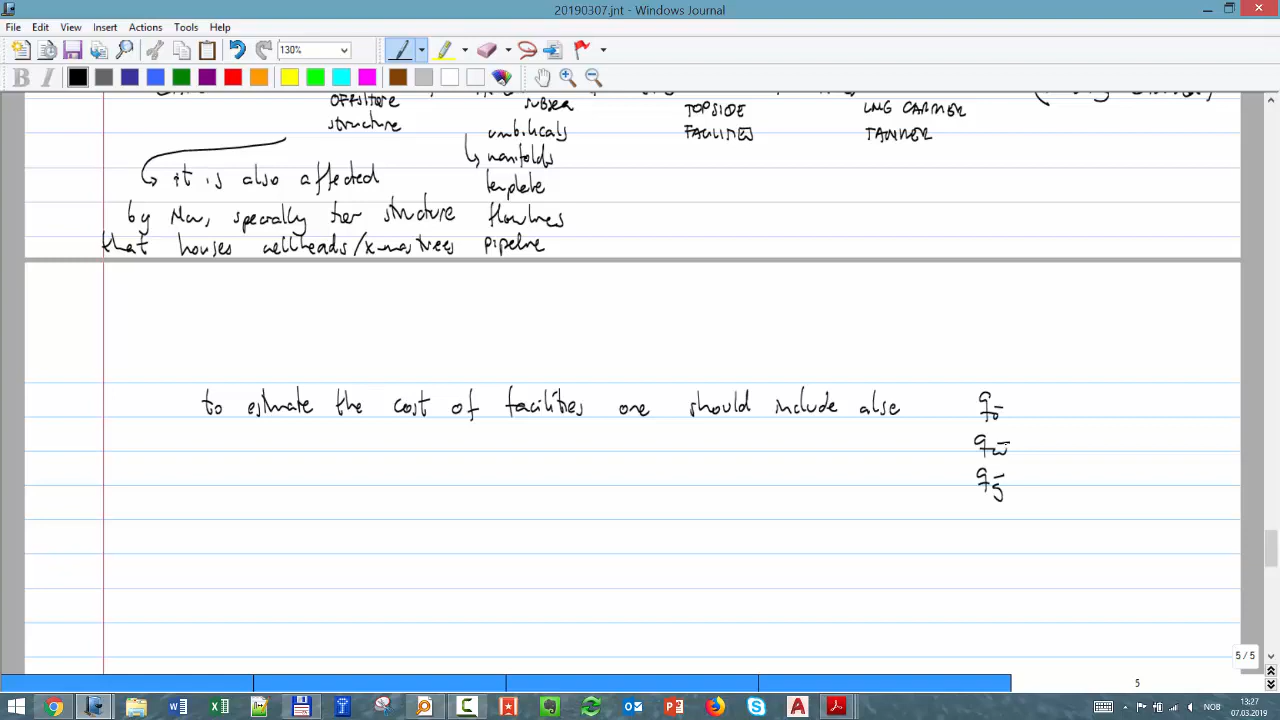 20190307.jnt - Windows Journal
File Edit View Insert Actions Tools Help
130%
B I
OFFSHORE
structure
subsea
umbilicals
manifolds
template
flowlines
pipeline
TOPSIDE
FACILITIES
LNG CARRIER
TANKER
it is also affected
by Nw, specially the structure
that houses wellheads/x-mas trees
to estimate the cost of facilities one should include also qō
qw̄
qḡ
5 / 5
5
NOB
13:27
07.03.2019